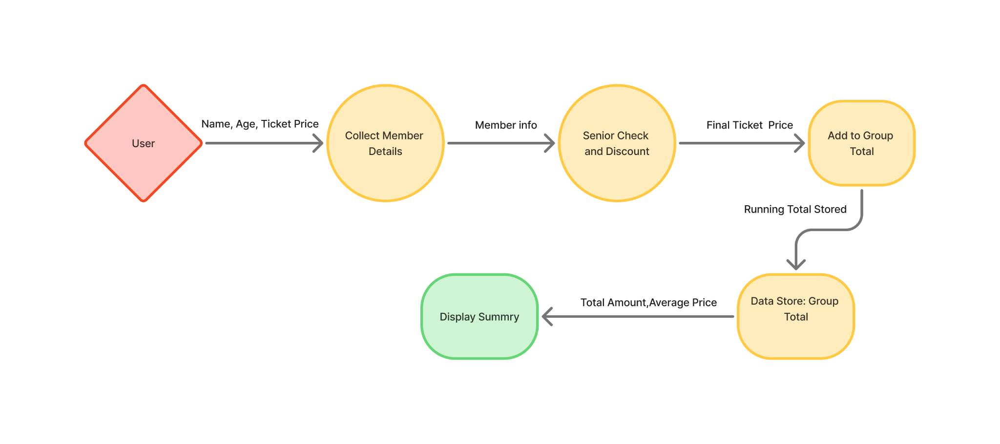 Name, Age, Ticket Price
Member info
Final Ticket  Price
User
Collect Member
Details
Senior Check
and Discount
Add to Group
Total
Running Total Stored
Display Summry
Total Amount,Average Price
Data Store: Group
Total